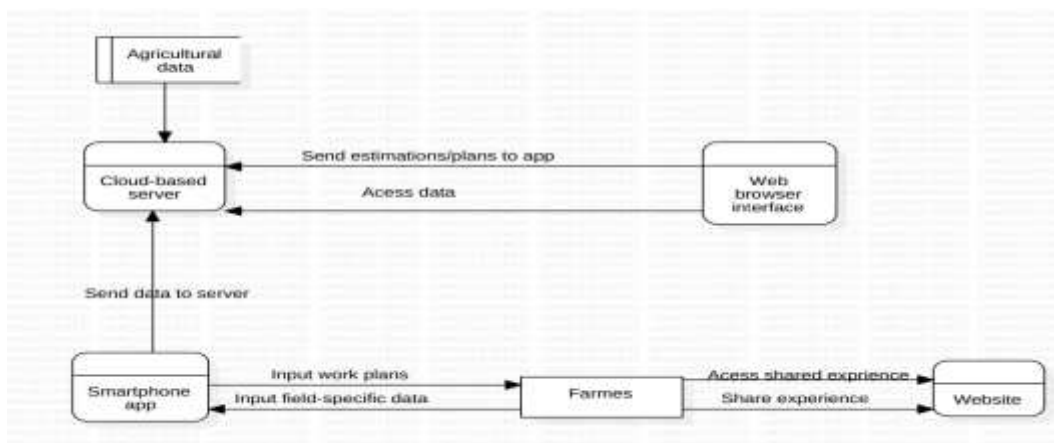 Agricultural
data
Send estimations/plans to app
Cloud-based
server
Acess data
Web
browser
interface
Send data to server
Smartphone
app
Input work plans
Input field-specific data
Farmes
Acess shared exprience
Share experience
Website